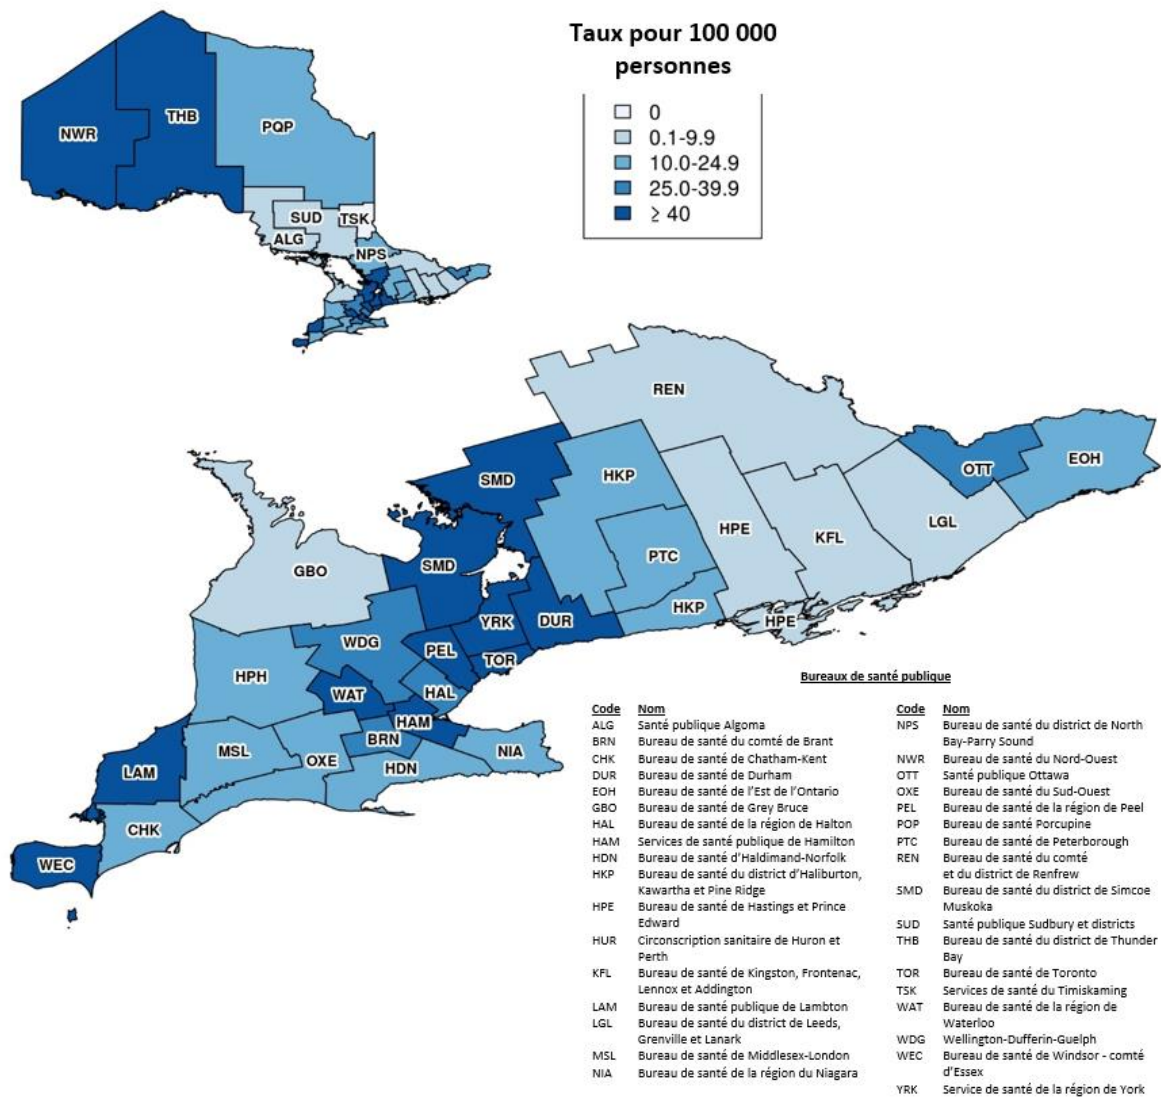 Taux pour 100 000
personnes
0
0.1-9.9
10.0-24.9
25.0-39.9
≥ 40
THB
NWR
PQP
SUD
TSK
ALG
NPS
REN
SMD
HKP
OTT
EOH
HPE
LGL
KFL
PTC
SMD
GBO
HKP
YRK
DUR
HPE
WDG
PEL
TOR
HPH
WAT
HAL
HAM
BRN
MSL
NIA
OXE
HDN
LAM
CHK
WEC
Bureaux de santé publique
Code Nom
ALG Santé publique Algoma
BRN Bureau de santé du comté de Brant
CHK Bureau de santé de Chatham-Kent
DUR Bureau de santé de Durham
EOH Bureau de santé de l'Est de l'Ontario
GBO Bureau de santé de Grey Bruce
HAL Bureau de santé de la région de Halton
HAM Services de santé publique de Hamilton
HDN Bureau de santé d'Haldimand-Norfolk
HKP Bureau de santé du district d'Haliburton,
Kawartha et Pine Ridge
HPE Bureau de santé de Hastings et Prince
Edward
HUR Circonscription sanitaire de Huron et
Perth
KFL Bureau de santé de Kingston, Frontenac,
Lennox et Addington
LAM Bureau de santé publique de Lambton
LGL Bureau de santé du district de Leeds,
Grenville et Lanark
MSL Bureau de santé de Middlesex-London
NIA Bureau de santé de la région du Niagara
Code Nom
NPS Bureau de santé du district de North
Bay-Parry Sound
NWR Bureau de santé du Nord-Ouest
OTT Santé publique Ottawa
OXE Bureau de santé du Sud-Ouest
PEL Bureau de santé de la région de Peel
POP Bureau de santé Porcupine
PTC Bureau de santé de Peterborough
REN Bureau de santé du comté
et du district de Renfrew
SMD Bureau de santé du district de Simcoe
Muskoka
SUD Santé publique Sudbury et districts
THB Bureau de santé du district de Thunder
Bay
TOR Bureau de santé de Toronto
TSK Services de santé du Timiskaming
WAT Bureau de santé de la région de
Waterloo
WDG Wellington-Dufferin-Guelph
WEC Bureau de santé de Windsor - comté
d'Essex
YRK Service de santé de la région de York